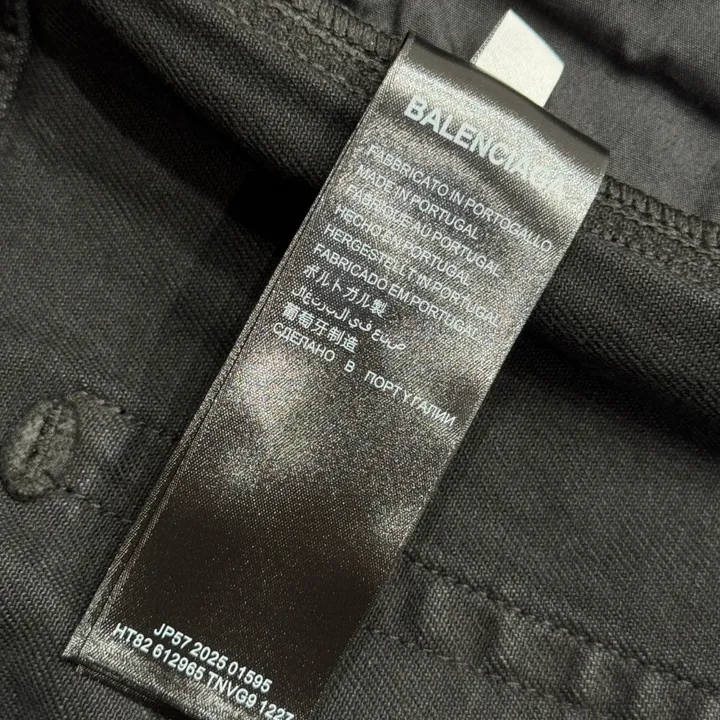 BALENCIAGA
FABBRICATO IN PORTOGALLO
MADE IN PORTUGAL
FABRIQUÉ AU PORTUGAL
HECHO EN PORTUGAL
HERGESTELLT IN PORTUGAL
FABRICADO EM PORTUGAL
ポルトガル製
صنع في البرتغال
葡萄牙制造
СДЕЛАНО В ПОРТУГАЛИИ
JP57 2025 01595
HT82 612965 TNVG9 1227